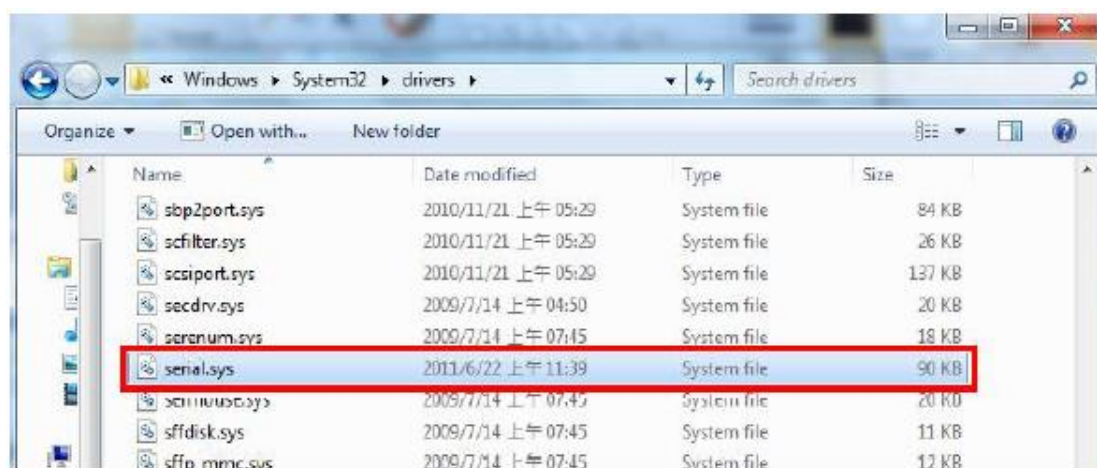 « Windows ▸ System32 ▸ drivers ▸ Search drivers
Organize Open with... New folder
Name Date modified Type Size
sbp2port.sys 2010/11/21 上午 05:29 System file 84 KB
scfilter.sys 2010/11/21 上午 05:29 System file 26 KB
scsiport.sys 2010/11/21 上午 05:29 System file 137 KB
secdrv.sys 2009/7/14 上午 04:50 System file 20 KB
serenum.sys 2009/7/14 上午 07:45 System file 18 KB
serial.sys 2011/6/22 上午 11:39 System file 90 KB
sermouse.sys 2009/7/14 上午 07:45 System file 20 KB
sffdisk.sys 2009/7/14 上午 07:45 System file 11 KB
sffp_mmc.sys 2009/7/14 上午 07:45 System file 12 KB